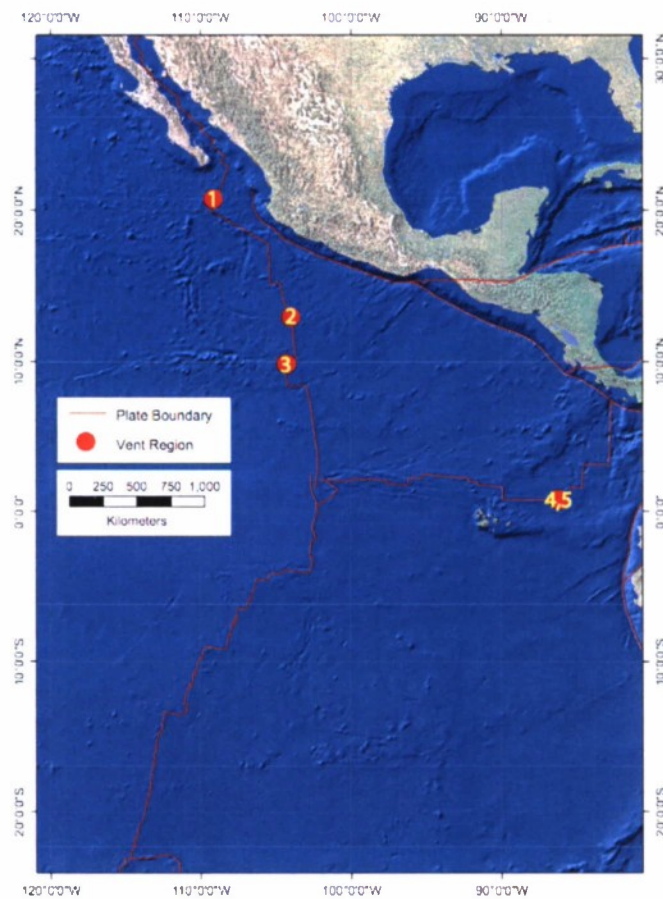 120°0'0"W 110°0'0"W 100°0'0"W 90°0'0"W
30°0'0"N
20°0'0"N 20°0'0"N
10°0'0"N 10°0'0"N
0°0'0" 0°0'0"
10°0'0"S 10°0'0"S
20°0'0"S 20°0'0"S
1
2
3
4,5
Plate Boundary
Vent Region
0 250 500 750 1,000
Kilometers
120°0'0"W 110°0'0"W 100°0'0"W 90°0'0"W